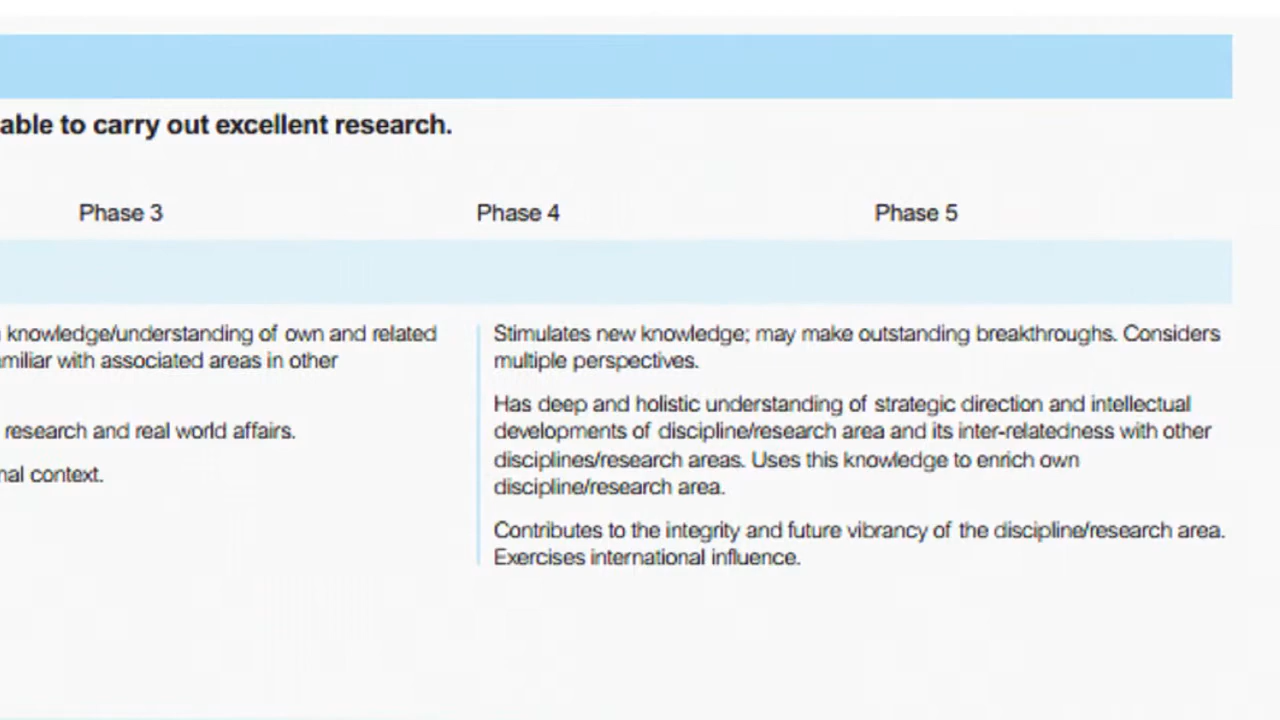 able to carry out excellent research.
Phase 3 Phase 4 Phase 5
knowledge/understanding of own and related
amiliar with associated areas in other
research and real world affairs.
nal context.
Stimulates new knowledge; may make outstanding breakthroughs. Considers
multiple perspectives.
Has deep and holistic understanding of strategic direction and intellectual
developments of discipline/research area and its inter-relatedness with other
disciplines/research areas. Uses this knowledge to enrich own
discipline/research area.
Contributes to the integrity and future vibrancy of the discipline/research area.
Exercises international influence.